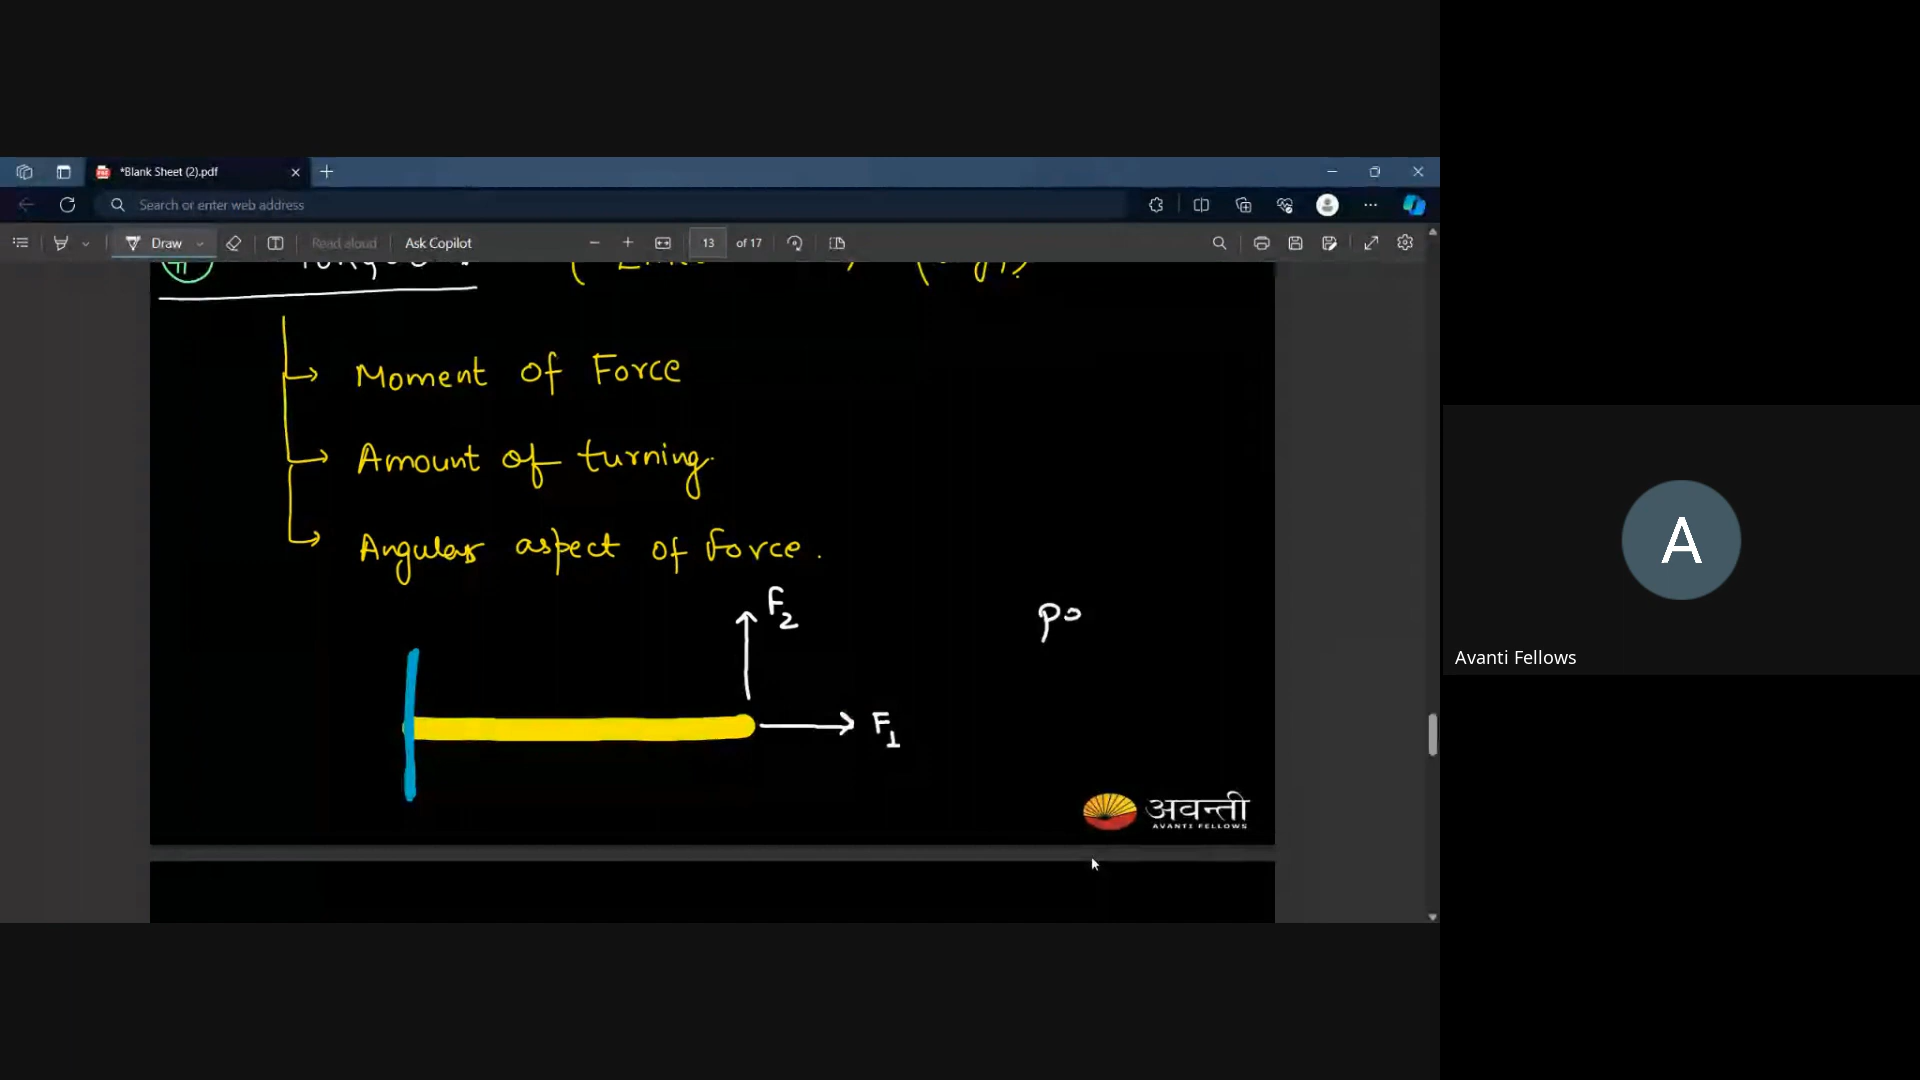 *Blank Sheet (2).pdf
Search or enter web address
Draw
Read aloud
Ask Copilot
13 of 17
Moment of Force
Amount of turning.
Angular aspect of Force.
F2
po
F1
अवन्ती
AVANTI FELLOWS
A
Avanti Fellows